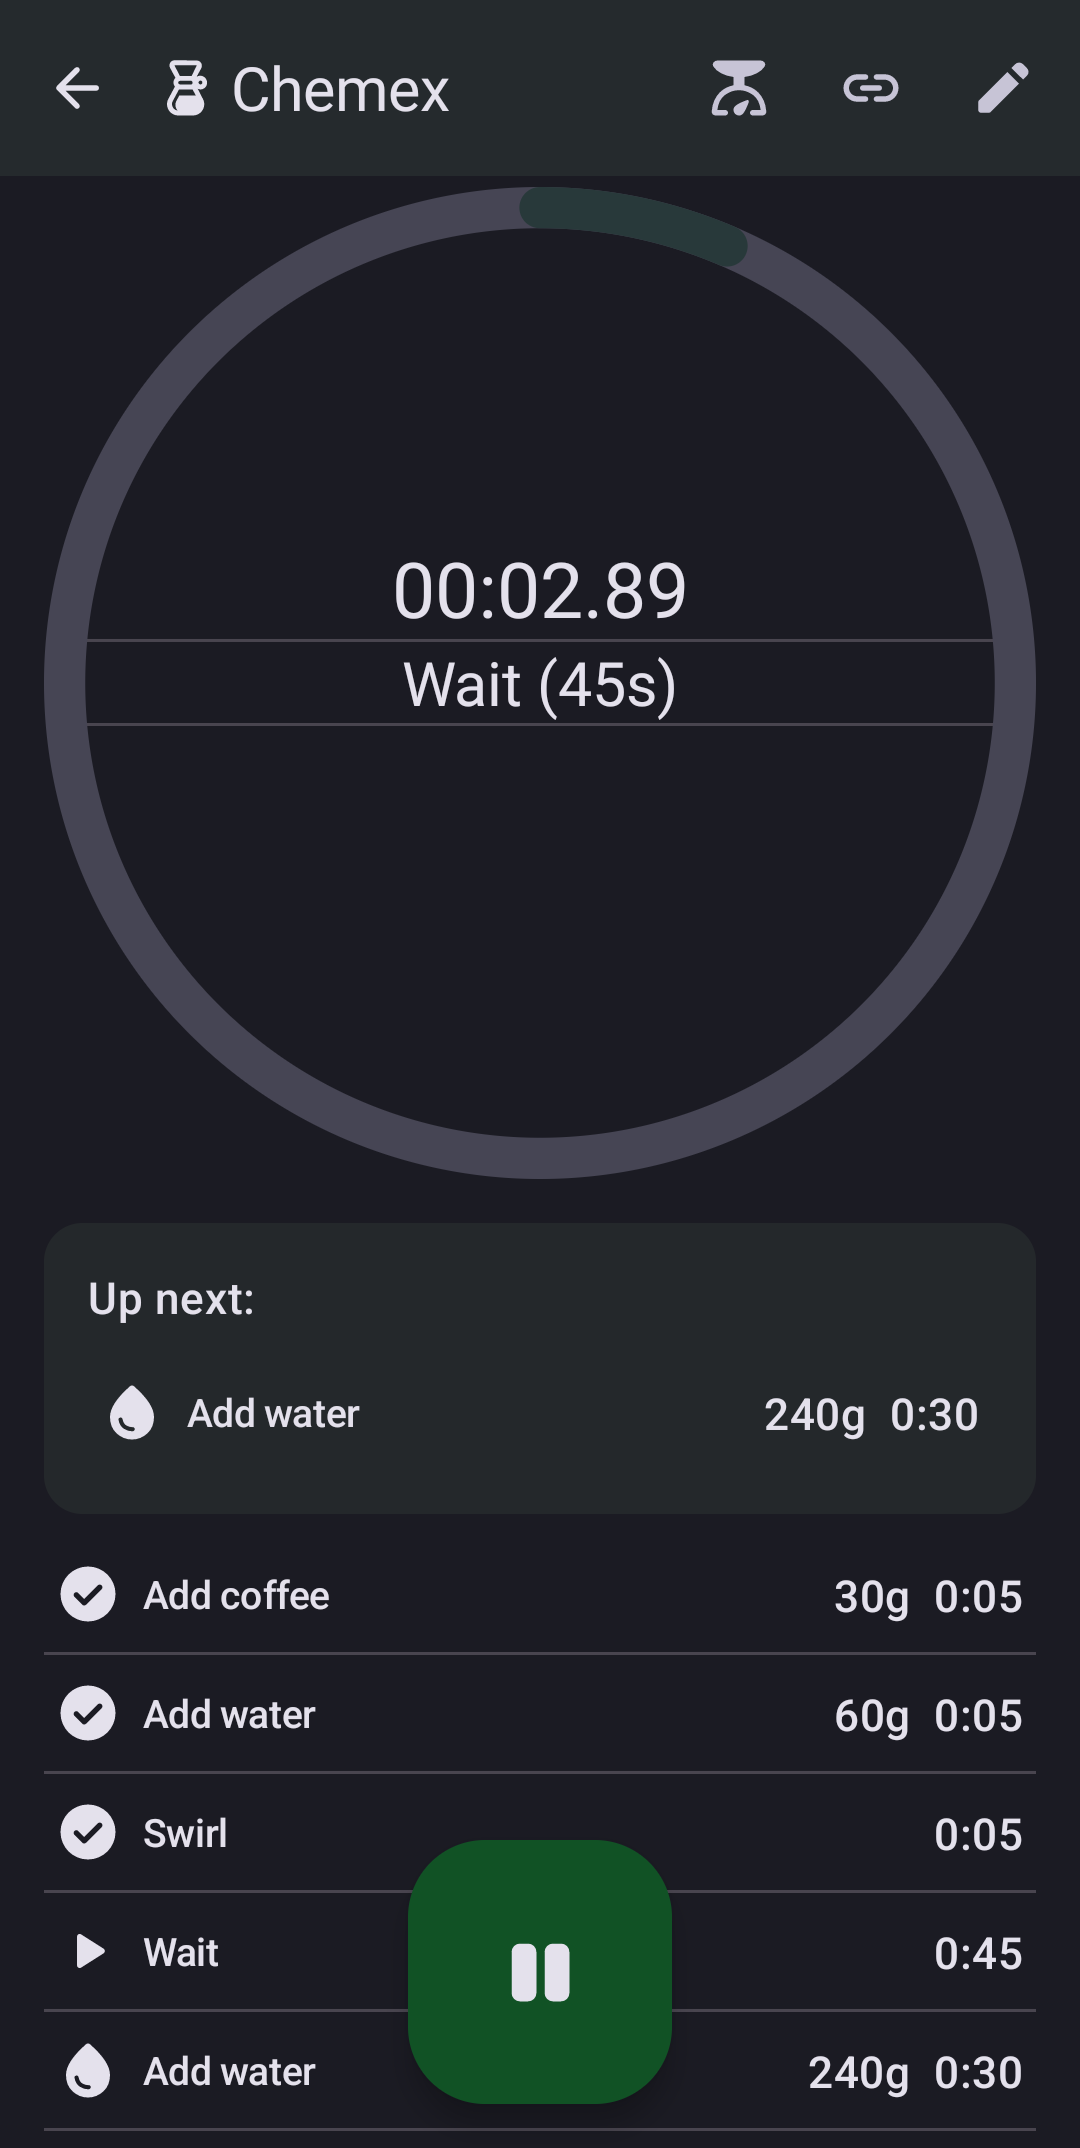 Chemex
00:02.89
Wait (45s)
Up next:
Add water 240g 0:30
Add coffee 30g 0:05
Add water 60g 0:05
Swirl 0:05
Wait 0:45
Add water 240g 0:30